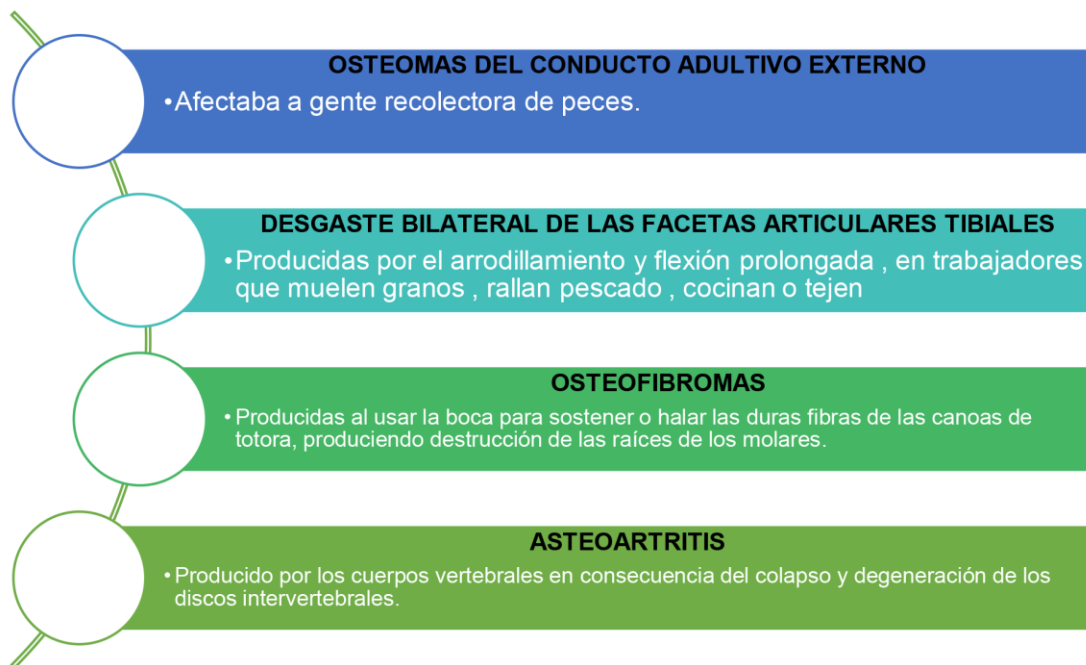 OSTEOMAS DEL CONDUCTO ADULTIVO EXTERNO
•Afectaba a gente recolectora de peces.
DESGASTE BILATERAL DE LAS FACETAS ARTICULARES TIBIALES
•Producidas por el arrodillamiento y flexión prolongada , en trabajadores
que muelen granos , rallan pescado , cocinan o tejen
OSTEOFIBROMAS
•Producidas al usar la boca para sostener o halar las duras fibras de las canoas de
totora, produciendo destrucción de las raíces de los molares.
ASTEOARTRITIS
•Producido por los cuerpos vertebrales en consecuencia del colapso y degeneración de los
discos intervertebrales.